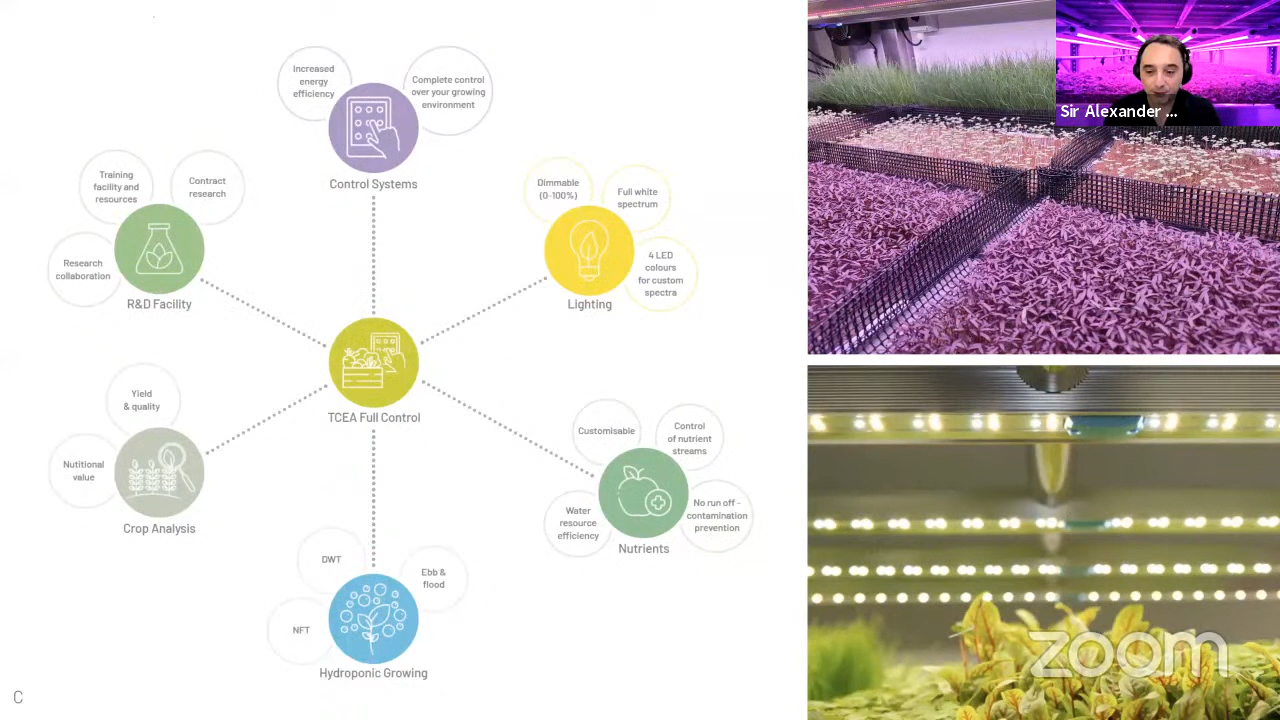 Increased
energy
efficiency
Complete control
over your growing
environment
Control Systems
Training
facility and
resources
Contract
research
Research
collaboration
R&D Facility
Dimmable
(0-100%)
Full white
spectrum
4 LED
colours
for custom
spectra
Lighting
TCEA Full Control
Yield
& quality
Nutitional
value
Crop Analysis
Customisable
Control
of nutrient
streams
Water
resource
efficiency
No run off -
contamination
prevention
Nutrients
DWT
Ebb &
flood
NFT
Hydroponic Growing
C
Sir Alexander ...
zoom